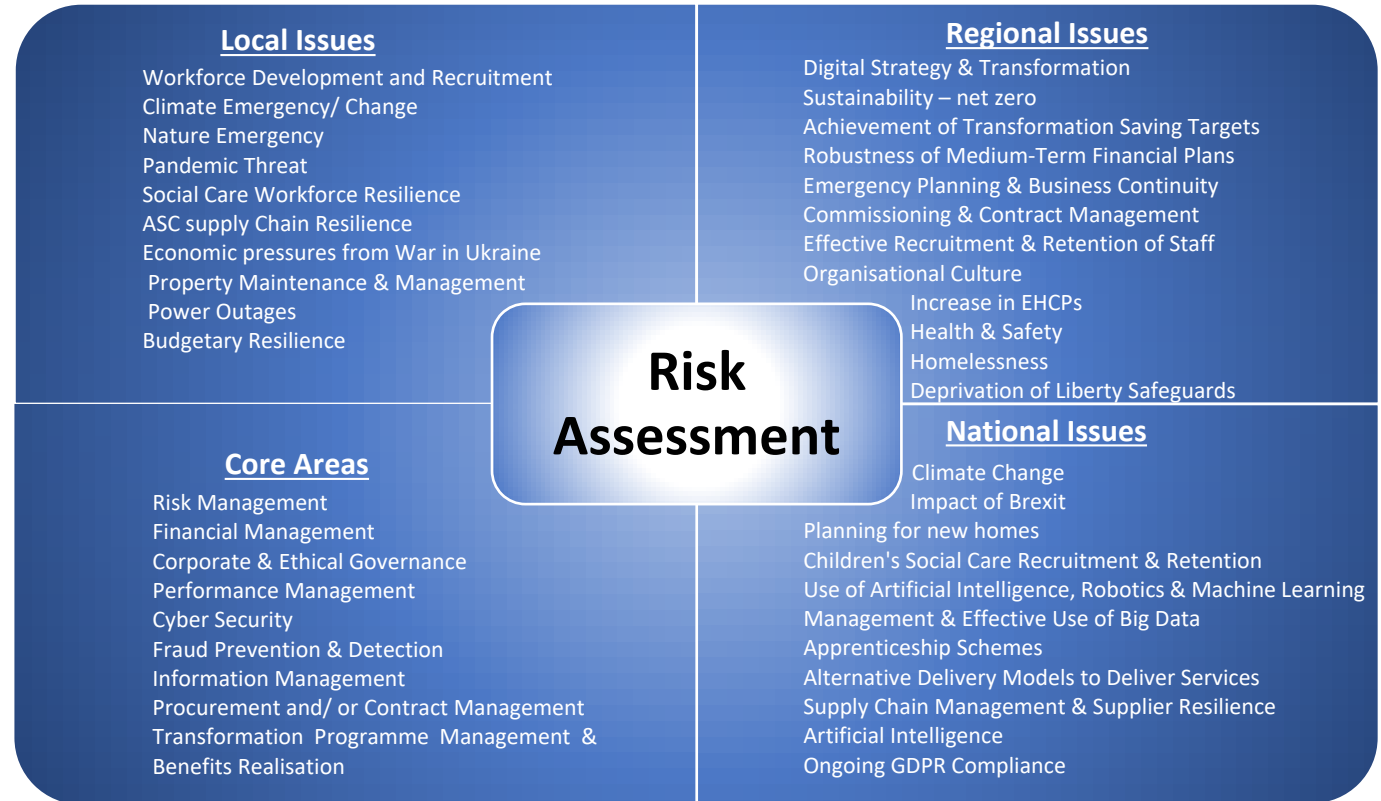 Local Issues
Workforce Development and Recruitment
Climate Emergency/ Change
Nature Emergency
Pandemic Threat
Social Care Workforce Resilience
ASC supply Chain Resilience
Economic pressures from War in Ukraine
Property Maintenance & Management
Power Outages
Budgetary Resilience
Regional Issues
Digital Strategy & Transformation
Sustainability – net zero
Achievement of Transformation Saving Targets
Robustness of Medium-Term Financial Plans
Emergency Planning & Business Continuity
Commissioning & Contract Management
Effective Recruitment & Retention of Staff
Organisational Culture
Increase in EHCPs
Health & Safety
Homelessness
Deprivation of Liberty Safeguards
Risk
Assessment
Core Areas
Risk Management
Financial Management
Corporate & Ethical Governance
Performance Management
Cyber Security
Fraud Prevention & Detection
Information Management
Procurement and/ or Contract Management
Transformation Programme Management &
Benefits Realisation
National Issues
Climate Change
Impact of Brexit
Planning for new homes
Children's Social Care Recruitment & Retention
Use of Artificial Intelligence, Robotics & Machine Learning
Management & Effective Use of Big Data
Apprenticeship Schemes
Alternative Delivery Models to Deliver Services
Supply Chain Management & Supplier Resilience
Artificial Intelligence
Ongoing GDPR Compliance